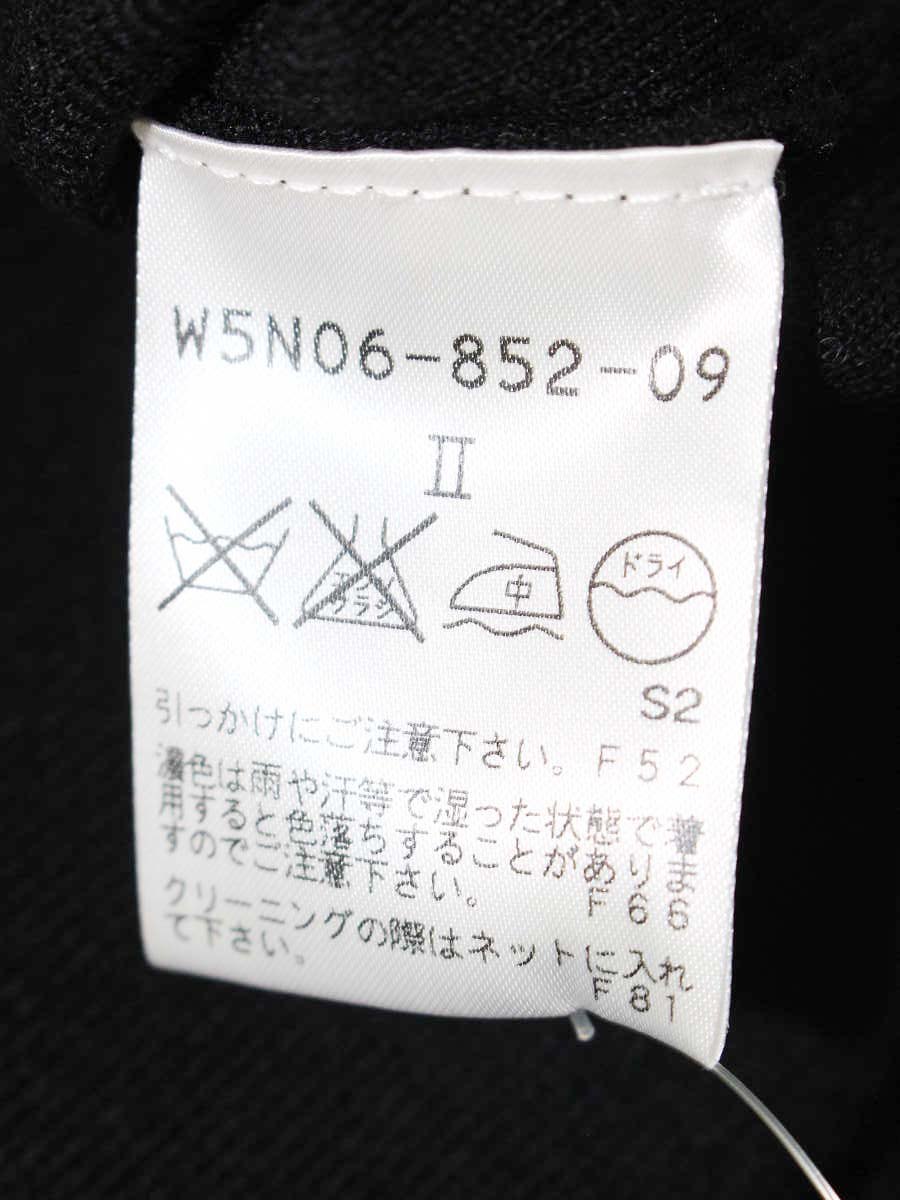 W5N06-852-09
II
エンソ
クラシ
中
ドライ
S2
引っかけにご注意下さい。F52
濃色は雨や汗等で湿った状態で着
用すると色落ちすることがありま
すのでご注意下さい。 F66
クリーニングの際はネットに入れ
て下さい。 F81